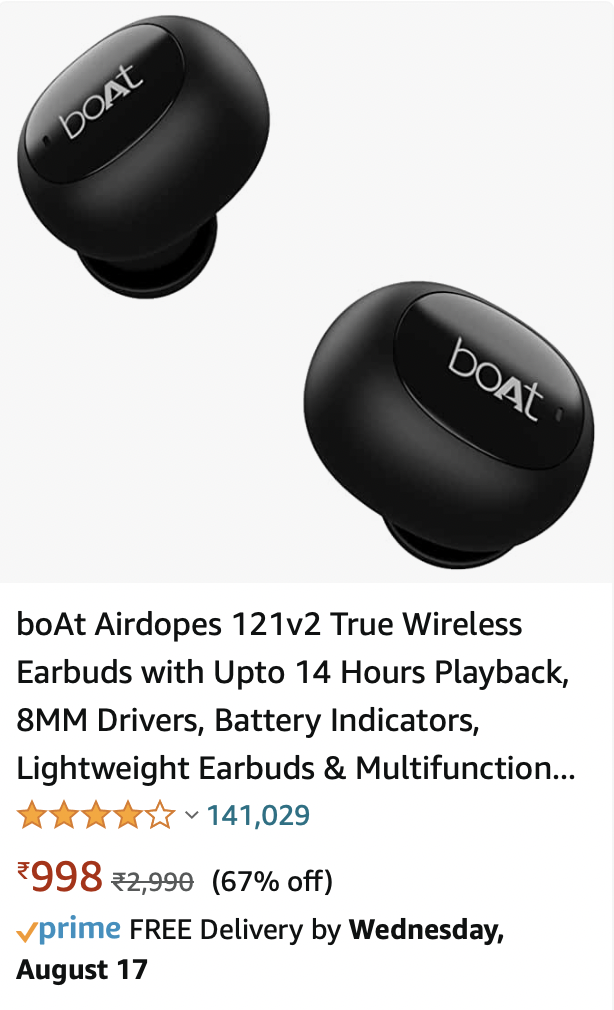 boAt
boAt
boAt Airdopes 121v2 True Wireless
Earbuds with Upto 14 Hours Playback,
8MM Drivers, Battery Indicators,
Lightweight Earbuds & Multifunction...
141,029
₹998 ₹2,990 (67% off)
prime FREE Delivery by Wednesday,
August 17